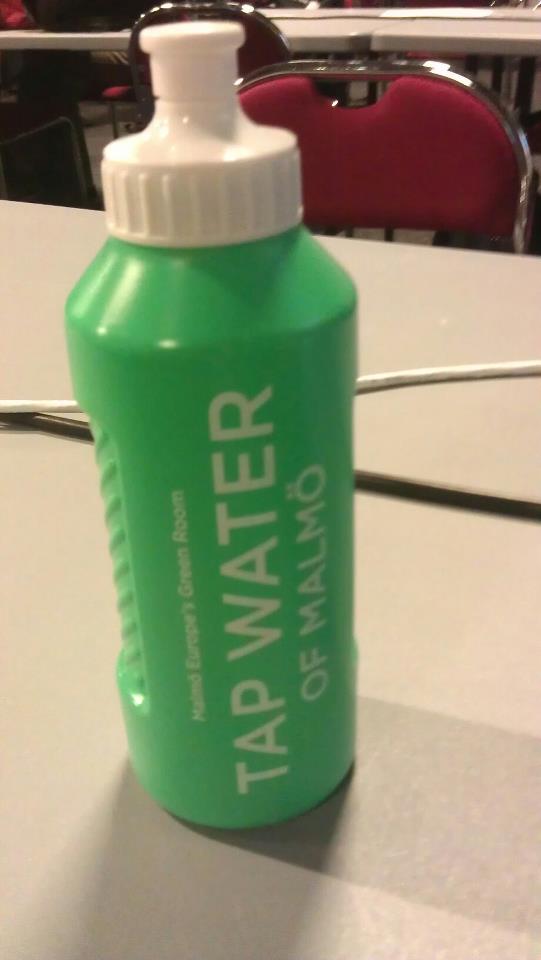 Malmö Europe's Green Room
TAP WATER
OF MALMÖ